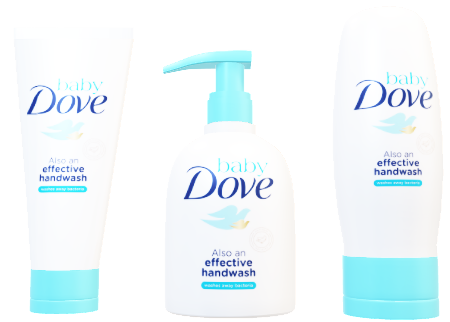 baby
Dove
Also an
effective
handwash
washes away bacteria
baby
Dove
Also an
effective
handwash
washes away bacteria
baby
Dove
Also an
effective
handwash
washes away bacteria